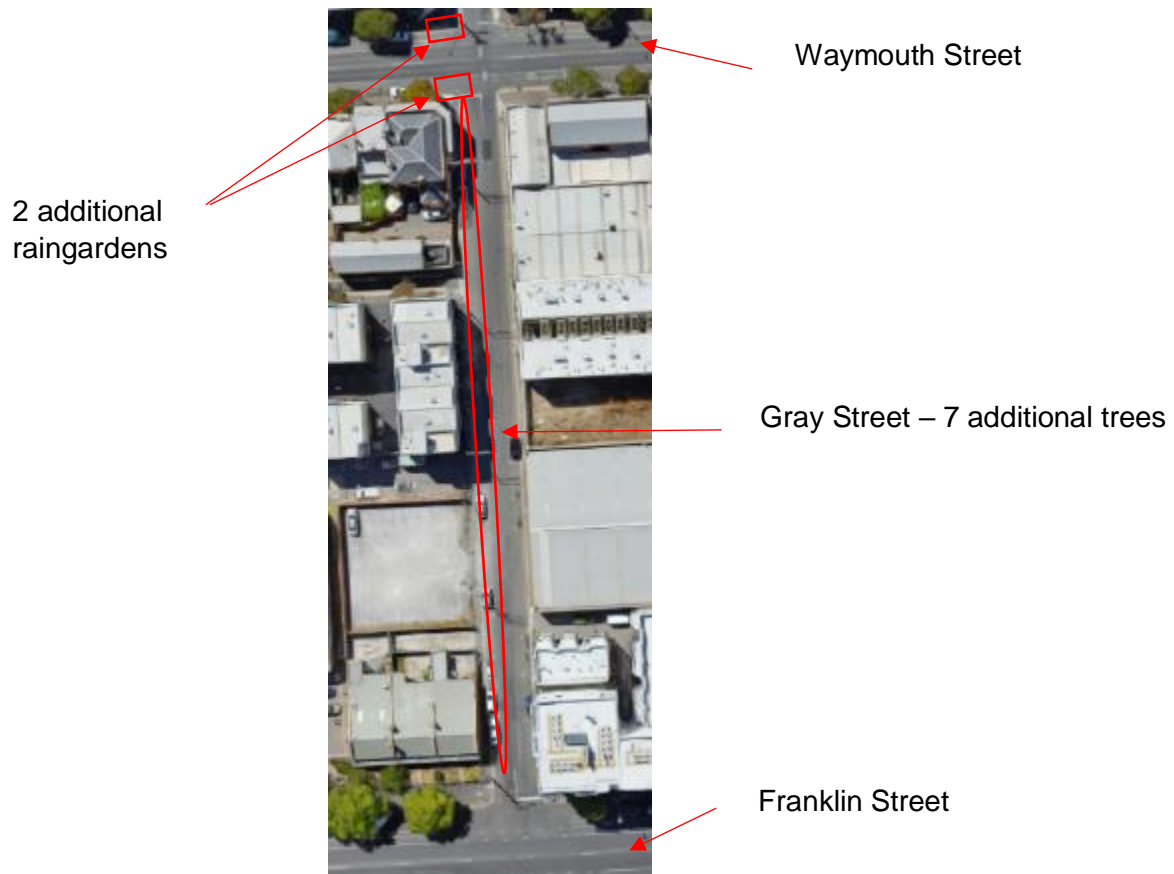 Waymouth Street
2 additional
raingardens
Gray Street – 7 additional trees
Franklin Street